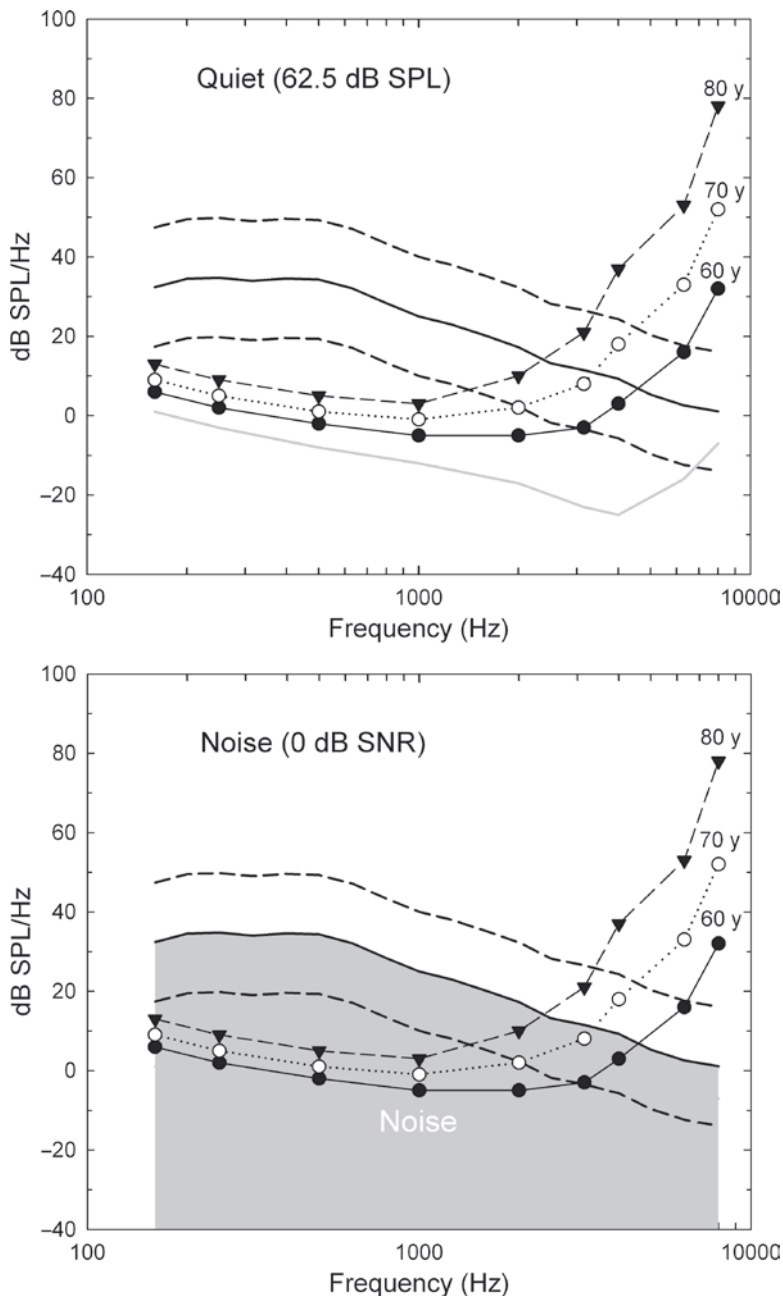 100
80
60
40
20
0
–20
–40
dB SPL/Hz
Quiet (62.5 dB SPL)
80 y
70 y
60 y
100
1000
10000
Frequency (Hz)
100
80
60
40
20
0
–20
–40
dB SPL/Hz
Noise (0 dB SNR)
80 y
70 y
60 y
Noise
100
1000
10000
Frequency (Hz)